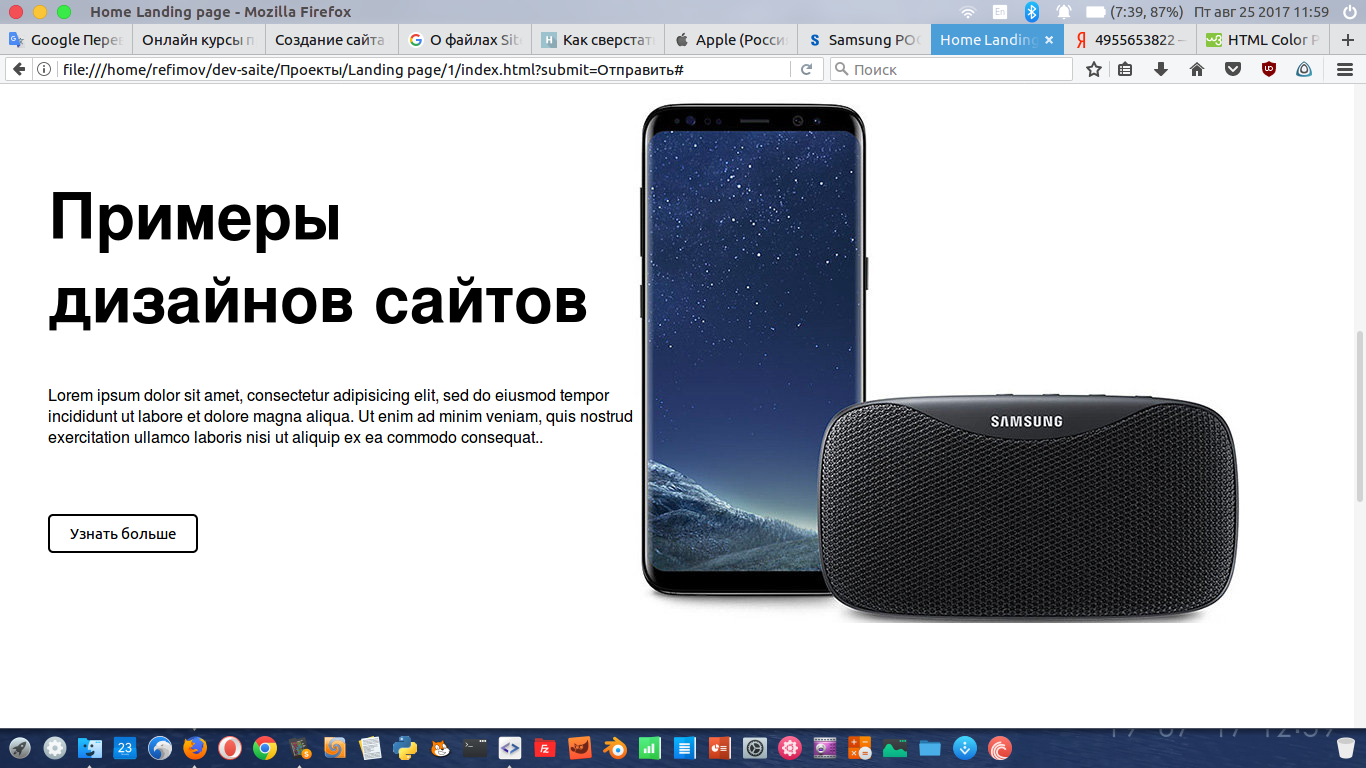 Home Landing page - Mozilla Firefox
En
(7:39, 87%)
Пт авг 25 2017 11:59
Google Перев
Онлайн курсы п
Создание сайта
О файлах Site
Как сверстат
Apple (Росси
Samsung РОС
Home Landing
4955653822 –
HTML Color P
file:///home/refimov/dev-saite/Проекты/Landing page/1/index.html?submit=Отправить#
Поиск
Примеры
дизайнов сайтов
Lorem ipsum dolor sit amet, consectetur adipisicing elit, sed do eiusmod tempor
incididunt ut labore et dolore magna aliqua. Ut enim ad minim veniam, quis nostrud
exercitation ullamco laboris nisi ut aliquip ex ea commodo consequat..
Узнать больше
SAMSUNG
23